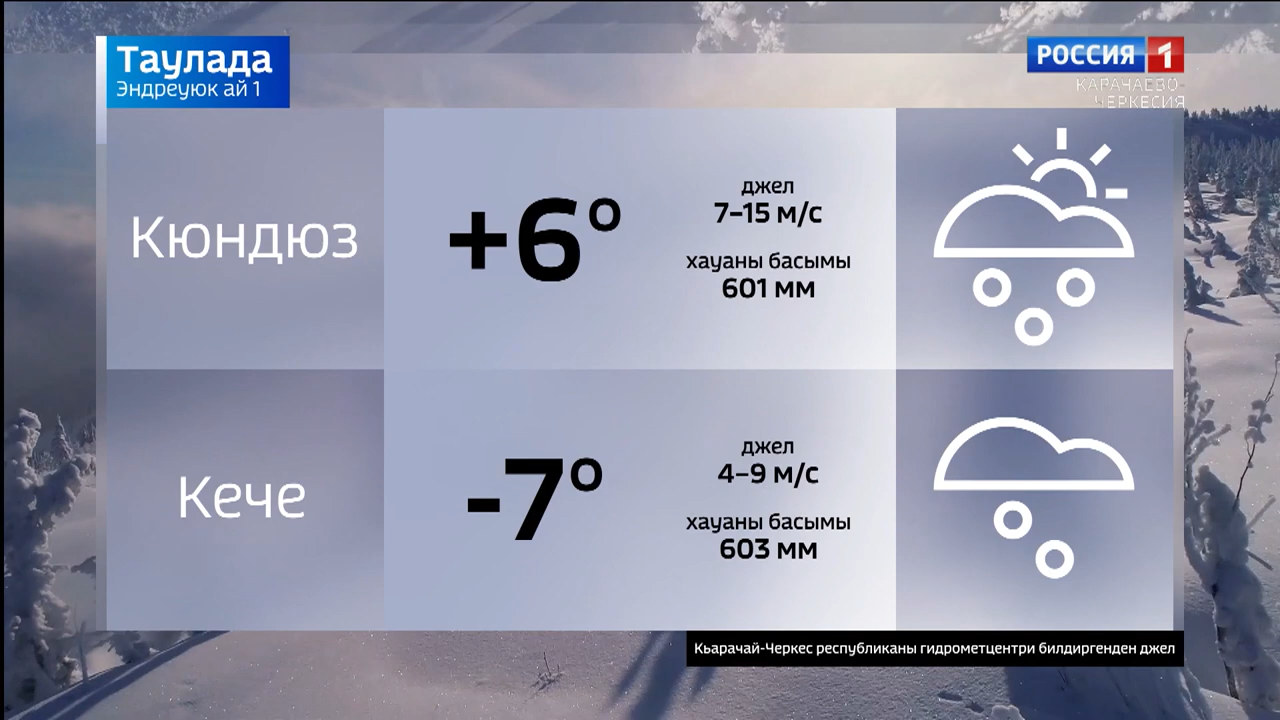 Таулада
Эндреуюк ай 1
РОССИЯ 1
КАРАЧАЕВО-
ЧЕРКЕСИЯ
Кюндюз
+6°
джел
7–15 м/с
хауаны басымы
601 мм
Кече
-7°
джел
4–9 м/с
хауаны басымы
603 мм
Кьарачай-Черкес республиканы гидрометцентри билдиргенден джел